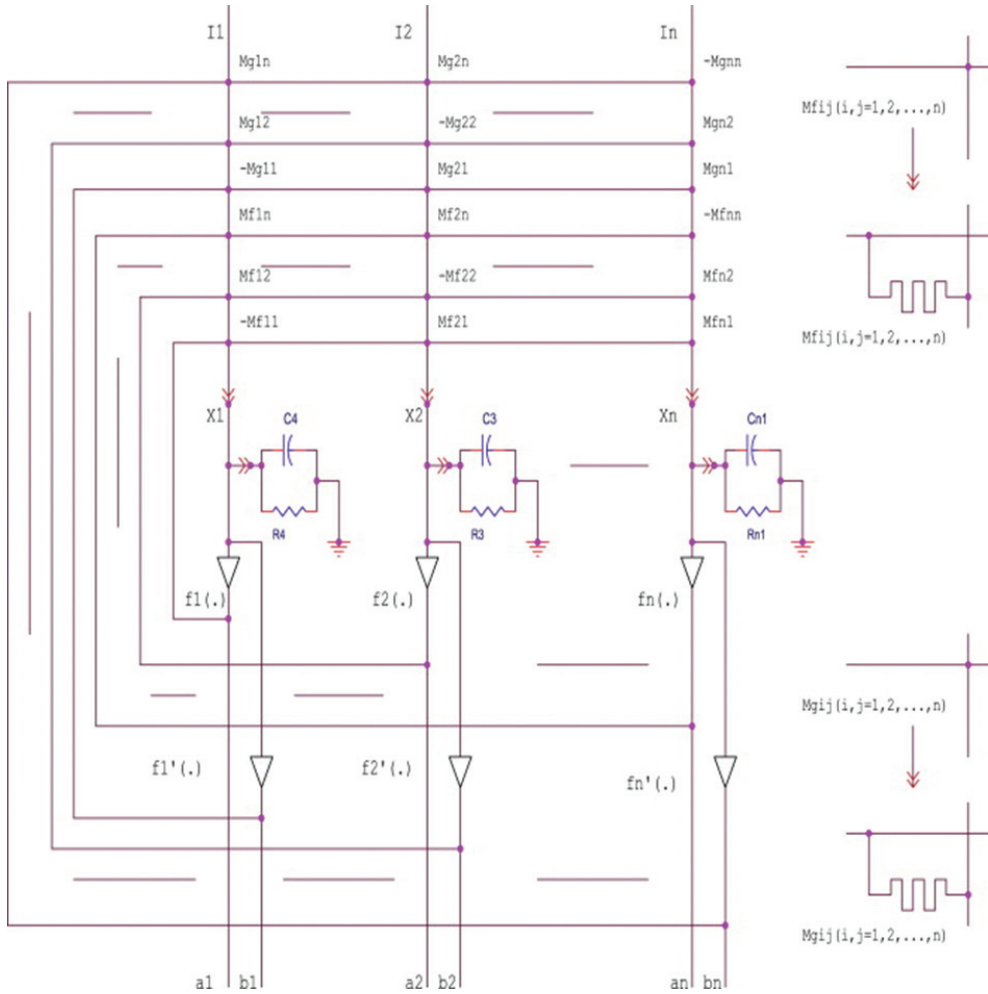 I1 I2 In
Mg1n Mg2n -Mgnn
Mg12 -Mg22 Mgn2
Mfij(i,j=1,2,...,n)
-Mg11 Mg21 Mgn1
Mf1n Mf2n -Mfnn
Mf12 -Mf22 Mfn2
-Mf11 Mf21 Mfn1
Mfij(i,j=1,2,...,n)
X1 C4 X2 C3 Xn Cn1
R4 R3 Rn1
f1(.) f2(.) fn(.)
Mgij(i,j=1,2,...,n)
f1'(.) f2'(.) fn'(.)
Mgij(i,j=1,2,...,n)
a1 b1 a2 b2 an bn